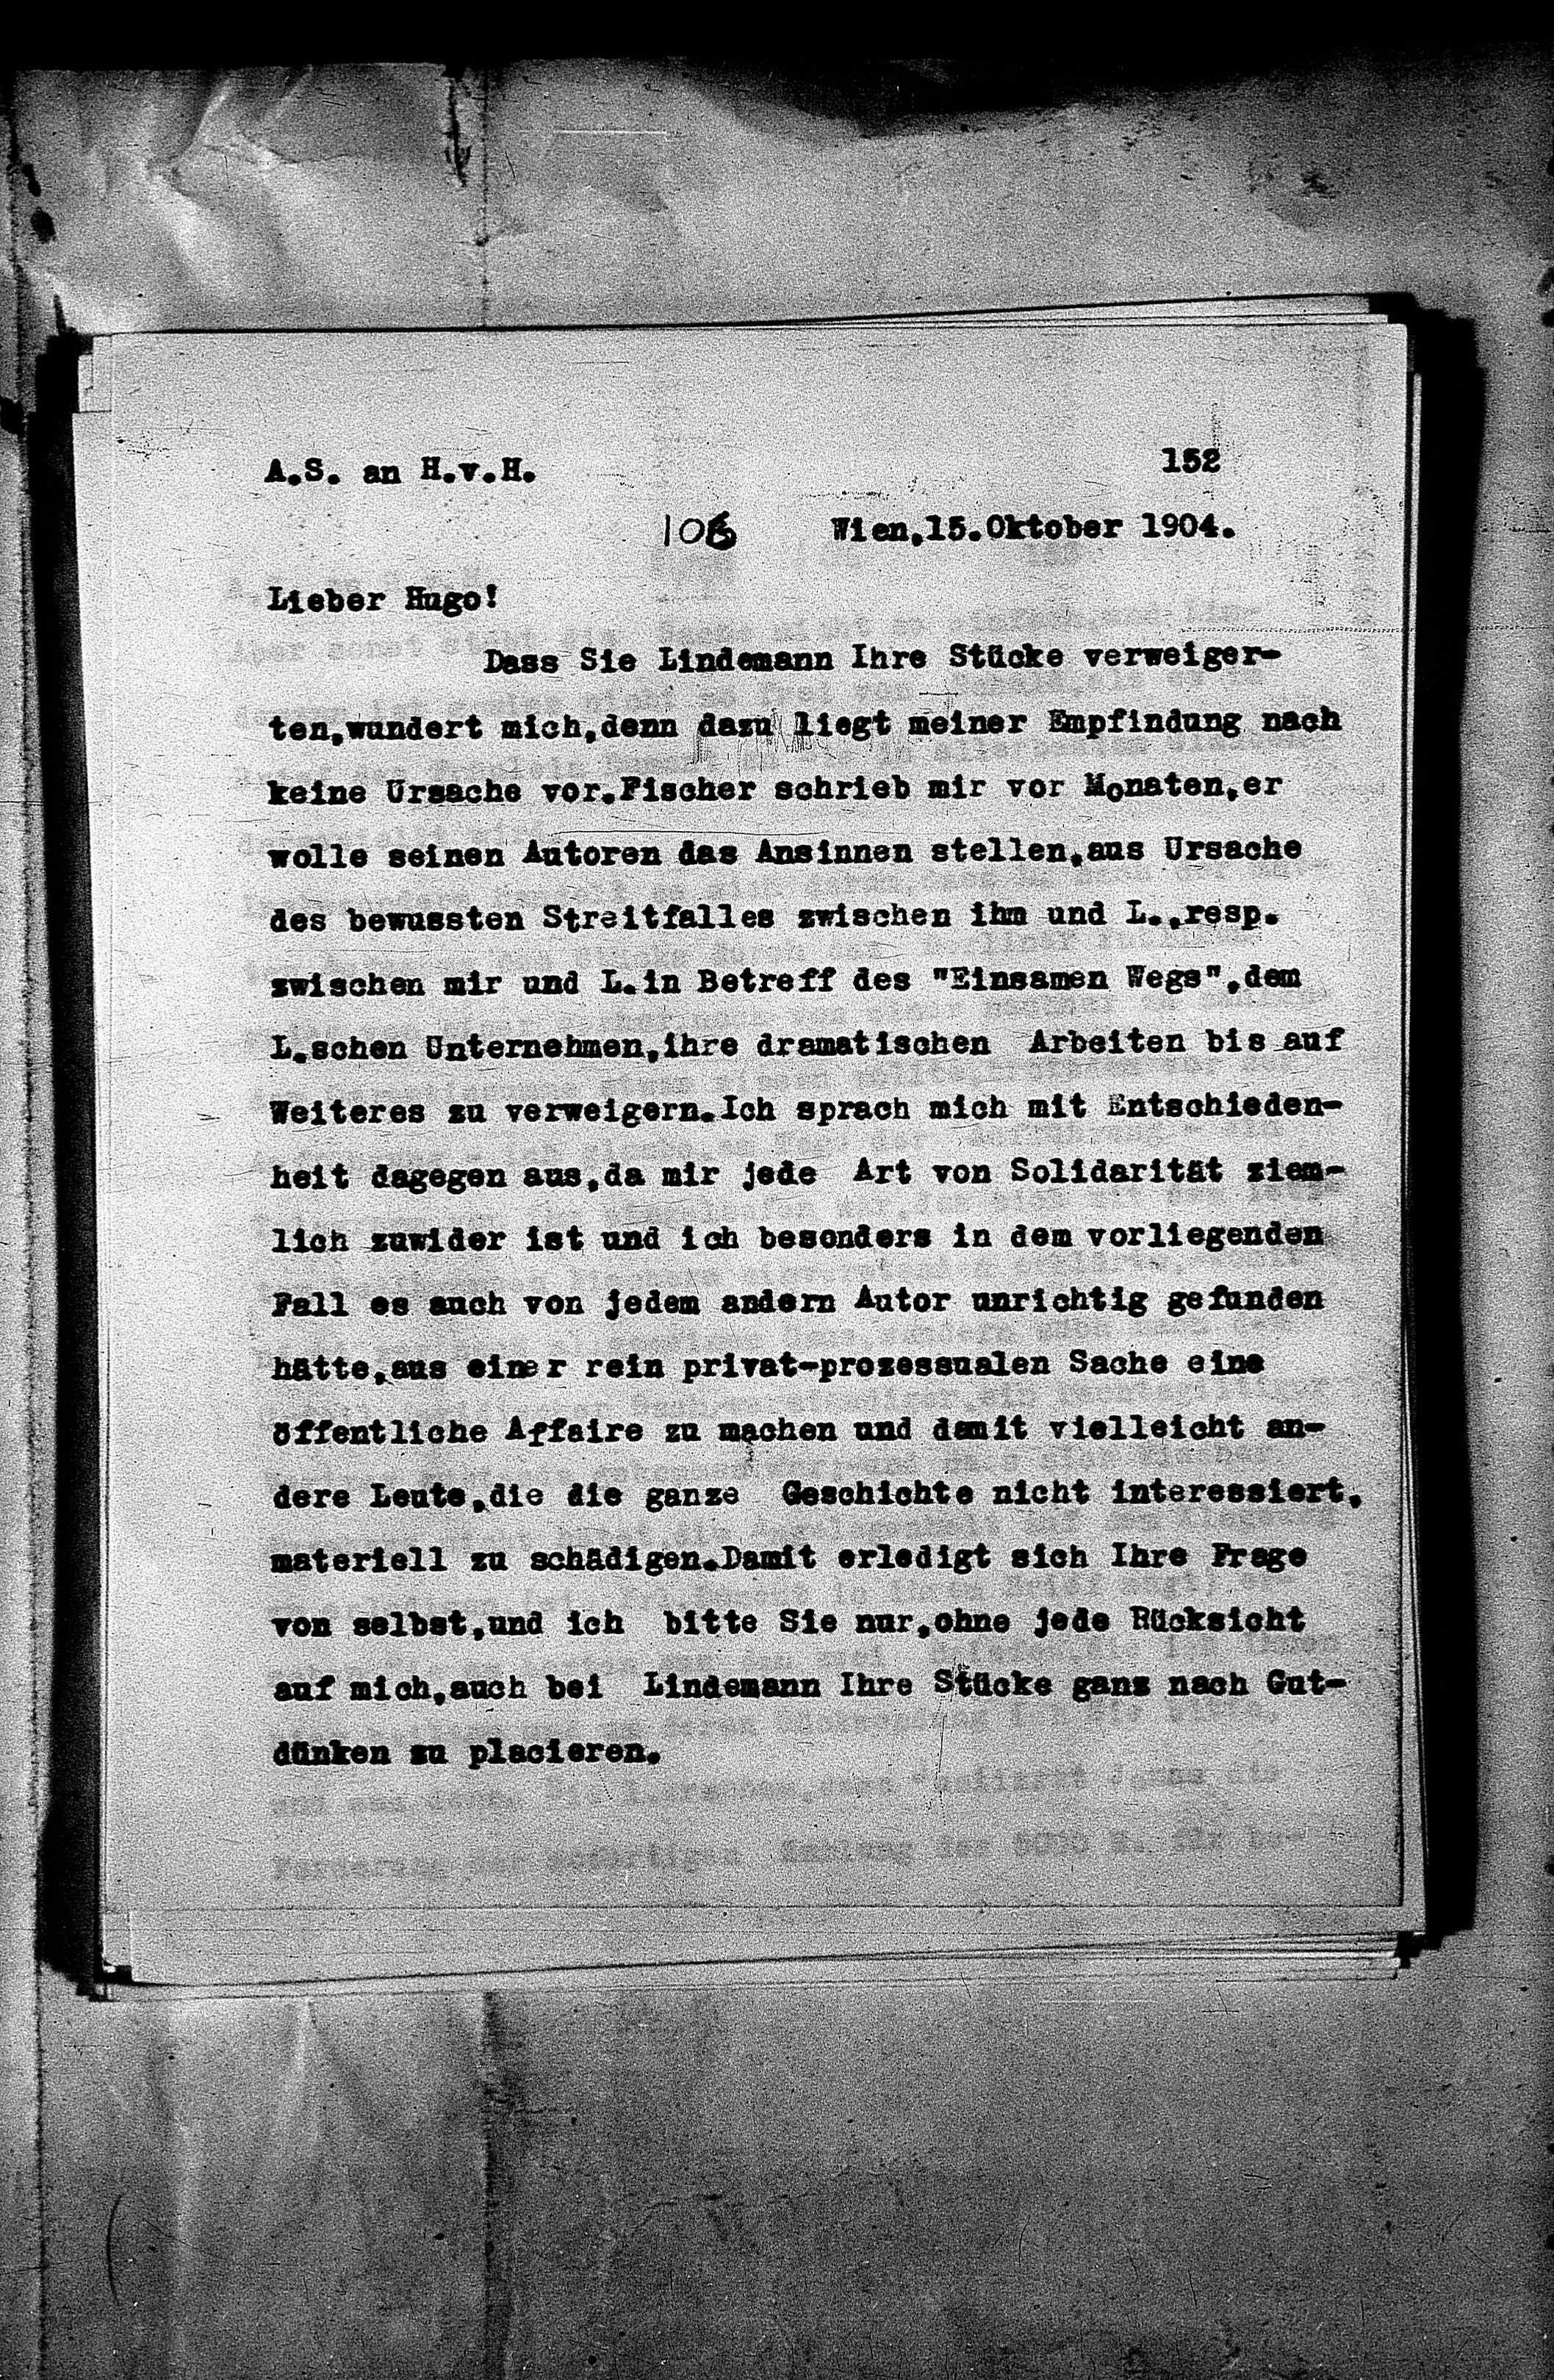 A.S. an H.v.H.
152
Wien,15.Oktober 1904.
Lieber Hugo!
Dass Sie Lindemann Ihre Stücke verweiger-
ten,wundert mich,denn dazu liegt meiner Empfindung nach
keine Ursache vor.Fischer schrieb mir vor Monaten,er
wolle seinen Autoren das Ansinnen stellen,aus Ursache
des bewussten Streitfalles zwischen ihm und L.,resp.
zwischen mir und L.in Betreff des "Einsamen Wegs",dem
L.schen Unternehmen,ihre dramatischen Arbeiten bis auf
Weiteres zu verweigern.Ich sprach mich mit Entschieden-
heit dagegen aus,da mir jede Art von Solidarität ziem-
lich zuwider ist und ich besonders in dem vorliegenden
Fall es auch von jedem andern Autor unrichtig gefunden
hätte,aus einer rein privat-prozessualen Sache eine
öffentliche Affaire zu machen und damit vielleicht an-
dere Leute,die die ganze Geschichte nicht interessiert,
materiell zu schädigen.Damit erledigt sich Ihre Frage
von selbst,und ich bitte Sie nur,ohne jede Rücksicht
auf mich,auch bei Lindemann Ihre Stücke ganz nach Gut-
dünken zu placieren.